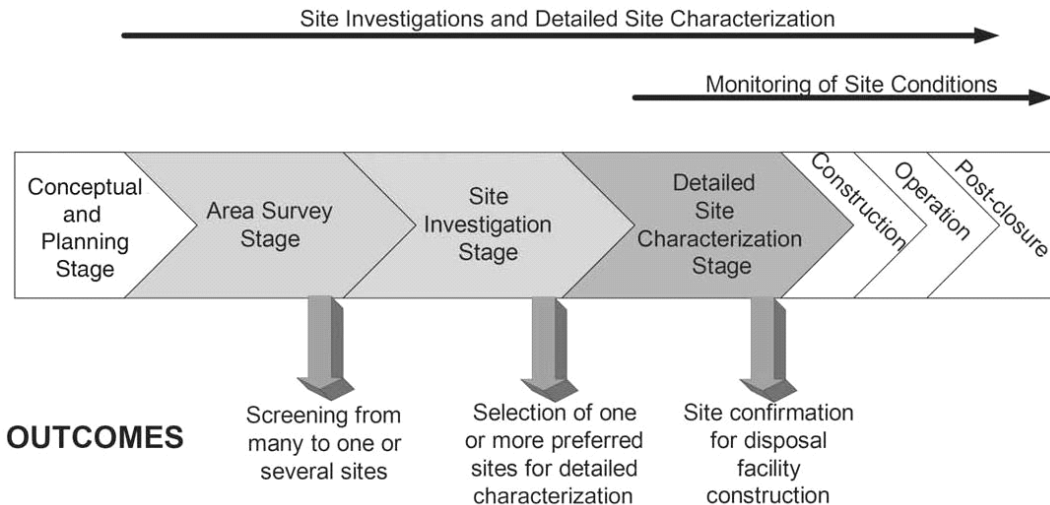 Site Investigations and Detailed Site Characterization
Monitoring of Site Conditions
Conceptual
and
Planning
Stage
Area Survey
Stage
Site
Investigation
Stage
Detailed
Site
Characterization
Stage
Construction
Operation
Post-closure
OUTCOMES
Screening from
many to one or
several sites
Selection of one
or more preferred
sites for detailed
characterization
Site confirmation
for disposal
facility
construction